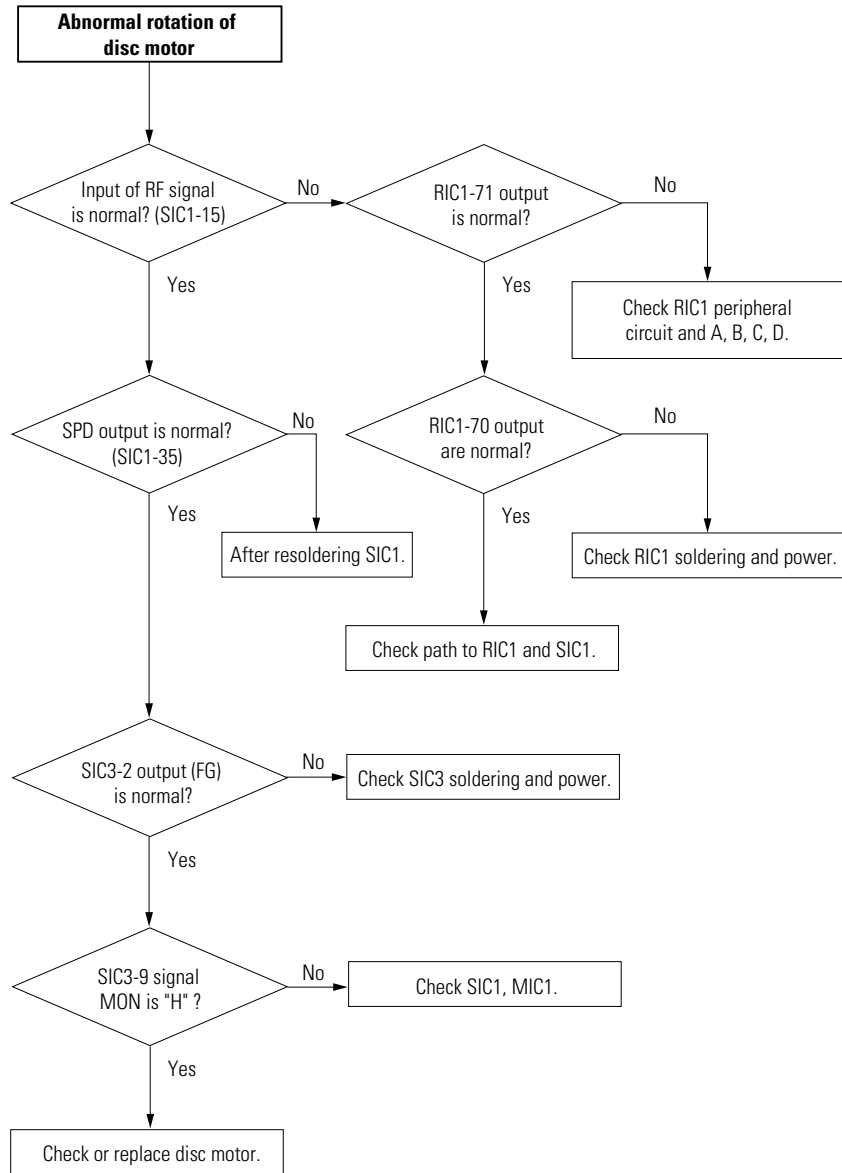 Abnormal rotation of
disc motor
Input of RF signal
is normal? (SIC1-15)
No
RIC1-71 output
is normal?
No
Yes
Yes
Check RIC1 peripheral
circuit and A, B, C, D.
SPD output is normal?
(SIC1-35)
No
RIC1-70 output
are normal?
No
Yes
Yes
After resoldering SIC1.
Check RIC1 soldering and power.
Check path to RIC1 and SIC1.
SIC3-2 output (FG)
is normal?
No
Check SIC3 soldering and power.
Yes
SIC3-9 signal
MON is "H" ?
No
Check SIC1, MIC1.
Yes
Check or replace disc motor.